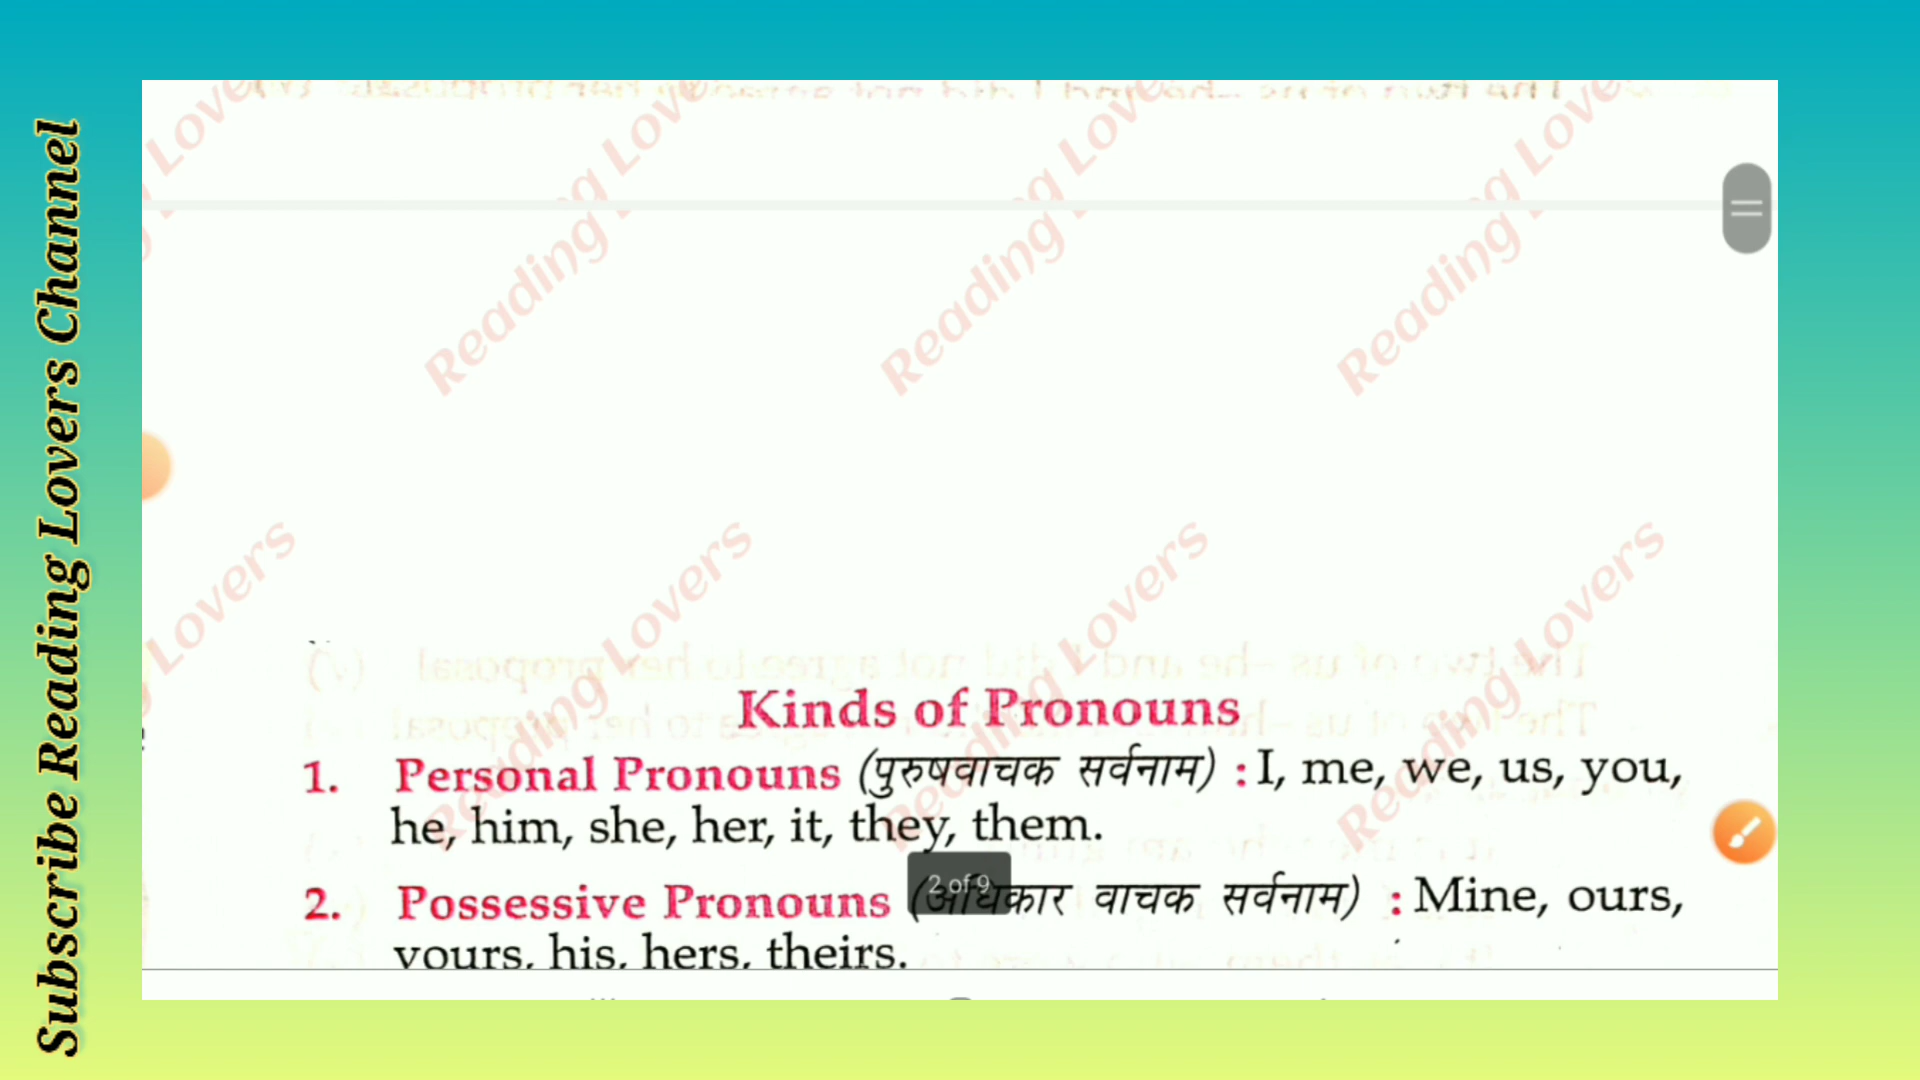 Subscribe Reading Lovers Channel
Reading Lovers
Kinds of Pronouns
1. Personal Pronouns (पुरुषवाचक सर्वनाम) : I, me, we, us, you,
he, him, she, her, it, they, them.
2 of 9
2. Possessive Pronouns (अधिकार वाचक सर्वनाम) : Mine, ours,
yours, his, hers, theirs.